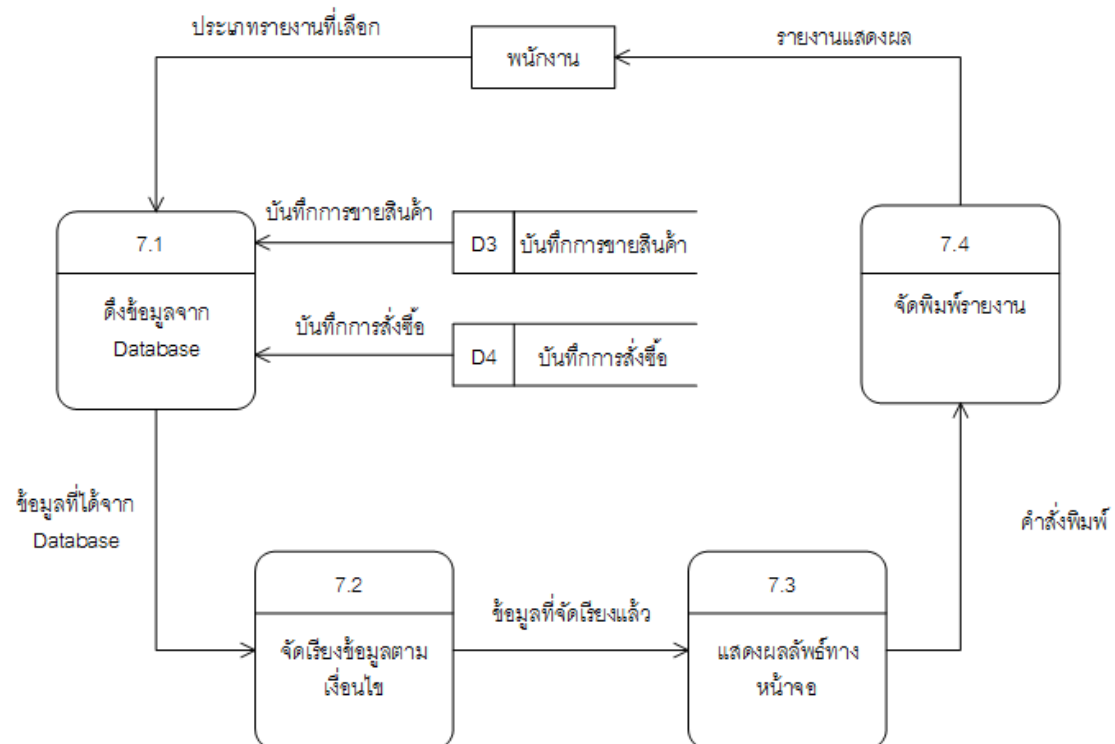 ประเภทรายงานที่เลือก
พนักงาน
รายงานแสดงผล
บันทึกการขายสินค้า
7.1
D3
บันทึกการขายสินค้า
7.4
ดึงข้อมูลจาก
Database
บันทึกการสั่งซื้อ
D4
บันทึกการสั่งซื้อ
จัดพิมพ์รายงาน
ข้อมูลที่ได้จาก
Database
คำสั่งพิมพ์
7.2
ข้อมูลที่จัดเรียงแล้ว
7.3
จัดเรียงข้อมูลตาม
เงื่อนไข
แสดงผลลัพธ์ทาง
หน้าจอ